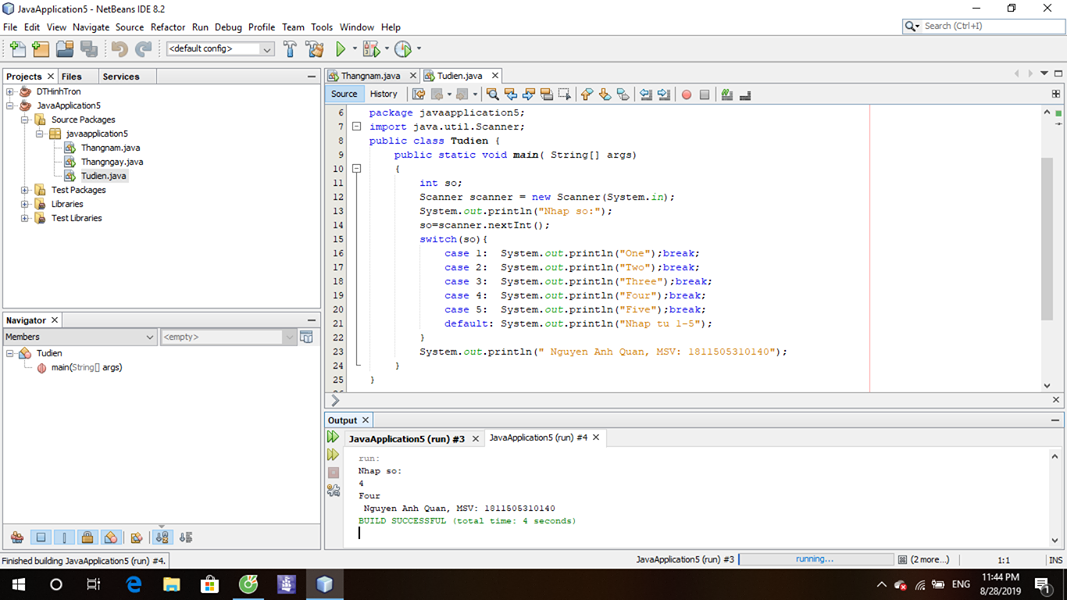 JavaApplication5 - NetBeans IDE 8.2
File Edit View Navigate Source Refactor Run Debug Profile Team Tools Window Help
Search (Ctrl+I)
<default config>
Projects Files Services
DTHinhTron
JavaApplication5
Source Packages
javaapplication5
Thangnam.java
Thangngay.java
Tudien.java
Test Packages
Libraries
Test Libraries
Navigator
Members <empty>
Tudien
main(String[] args)
Thangnam.java Tudien.java
Source History
6 package javaapplication5;
7 import java.util.Scanner;
8 public class Tudien {
9 public static void main( String[] args)
10 {
11 int so;
12 Scanner scanner = new Scanner(System.in);
13 System.out.println("Nhap so:");
14 so=scanner.nextInt();
15 switch(so){
16 case 1: System.out.println("One");break;
17 case 2: System.out.println("Two");break;
18 case 3: System.out.println("Three");break;
19 case 4: System.out.println("Four");break;
20 case 5: System.out.println("Five");break;
21 default: System.out.println("Nhap tu 1-5");
22 }
23 System.out.println(" Nguyen Anh Quan, MSV: 1811505310140");
24 }
25 }
Output
JavaApplication5 (run) #3 JavaApplication5 (run) #4
run:
Nhap so:
4
Four
Nguyen Anh Quan, MSV: 1811505310140
BUILD SUCCESSFUL (total time: 4 seconds)
Finished building JavaApplication5 (run) #4. JavaApplication5 (run) #3 running... (2 more...) 1:1 INS
ENG 11:44 PM
8/28/2019
1